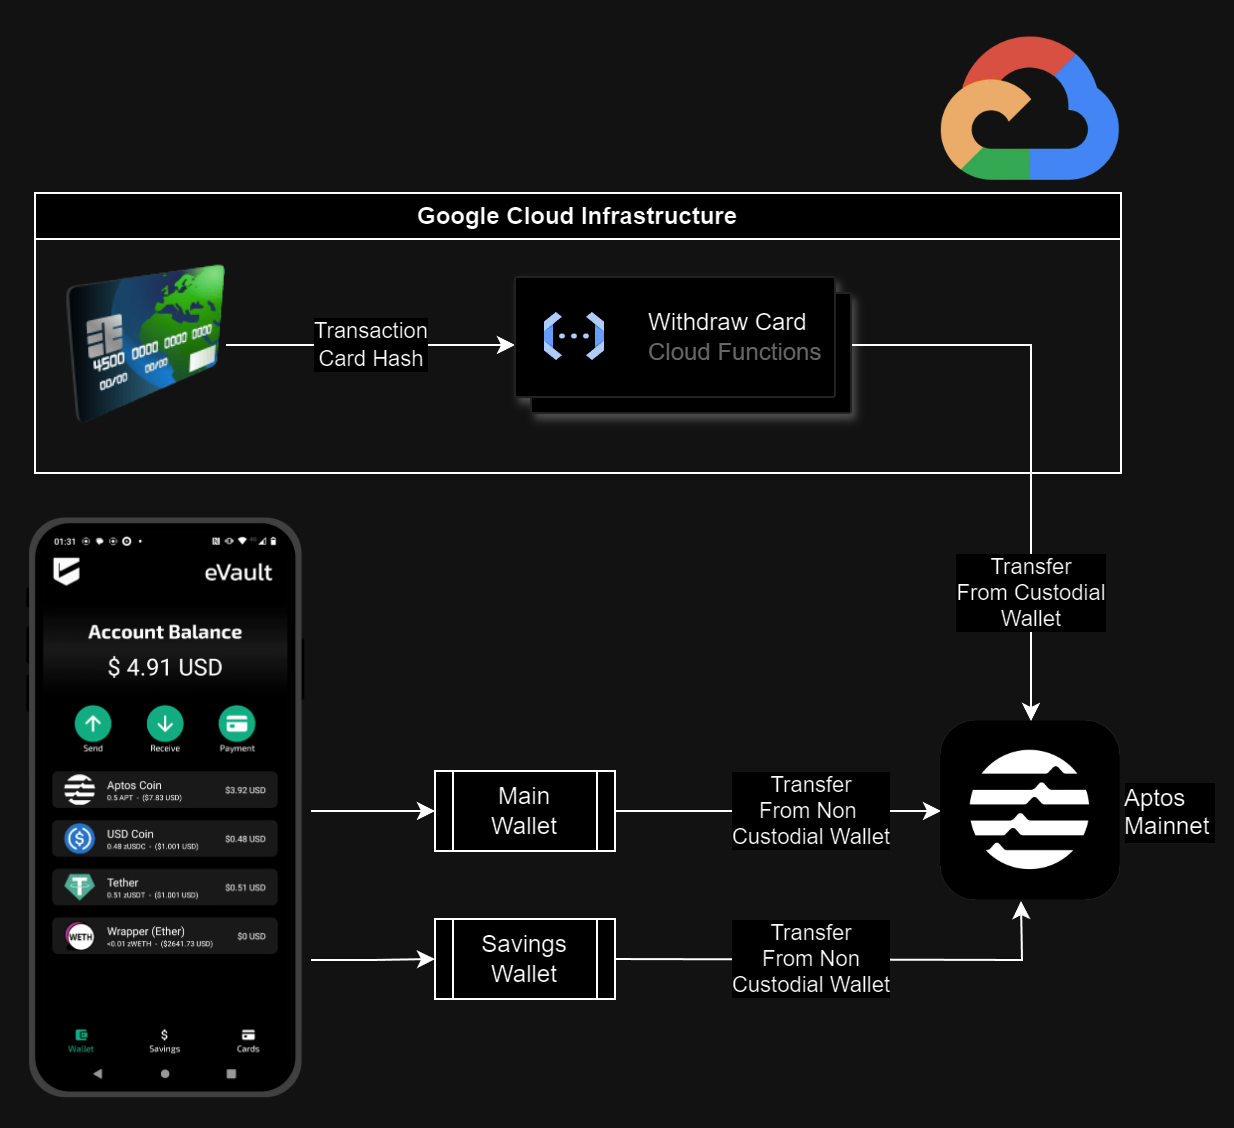 Google Cloud Infrastructure
4500 0000 0000 0000
00/00 00/00
Transaction
Card Hash
Withdraw Card
Cloud Functions
Transfer
From Custodial
Wallet
01:31
eVault
Account Balance
$ 4.91 USD
Send Receive Payment
Aptos Coin
0.5 APT - ($7.83 USD)
$3.92 USD
USD Coin
0.48 zUSDC - ($1.001 USD)
$0.48 USD
Tether
0.51 zUSDT - ($1.001 USD)
$0.51 USD
WETH
Wrapper (Ether)
<0.01 zWETH - ($2641.73 USD)
$0 USD
Wallet Savings Cards
Main
Wallet
Transfer
From Non
Custodial Wallet
Aptos
Mainnet
Savings
Wallet
Transfer
From Non
Custodial Wallet